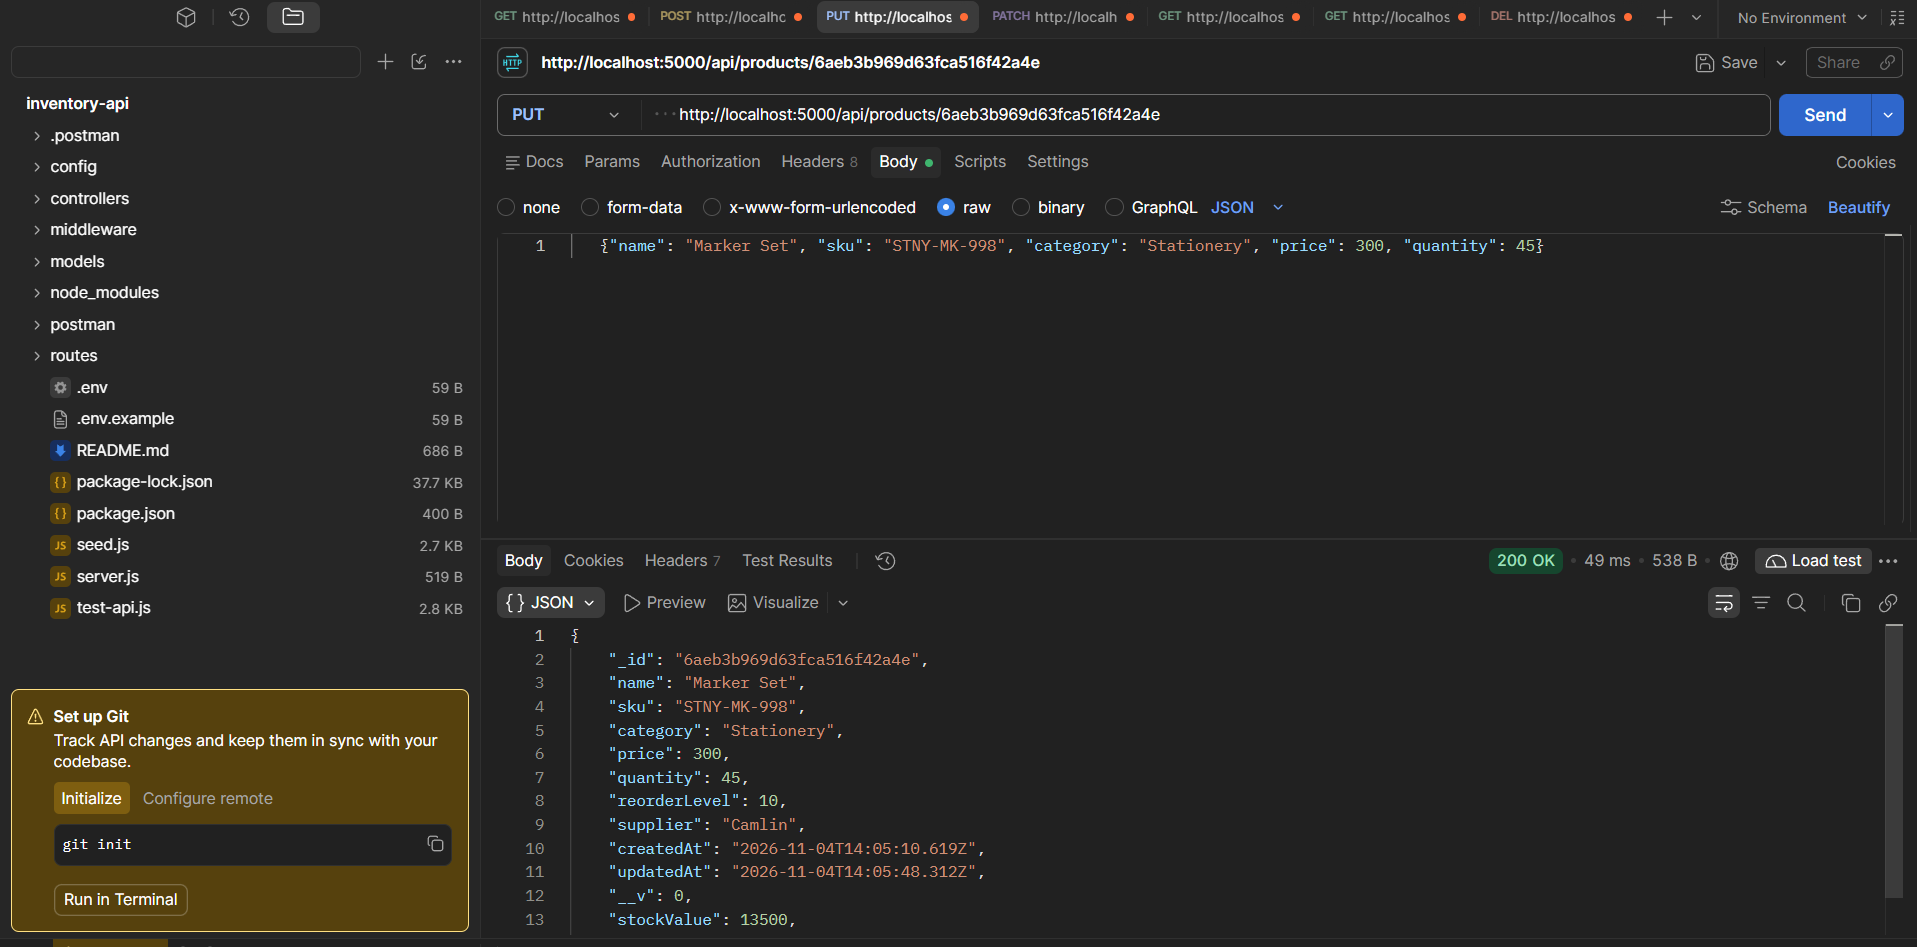 GET http://localhos
POST http://localhc
PUT http://localhos
PATCH http://localh
GET http://localhos
GET http://localhos
DEL http://localhos
No Environment
HTTP http://localhost:5000/api/products/6aeb3b969d63fca516f42a4e
Save
Share
inventory-api
.postman
config
controllers
middleware
models
node_modules
postman
routes
.env 59 B
.env.example 59 B
README.md 686 B
{} package-lock.json 37.7 KB
{} package.json 400 B
JS seed.js 2.7 KB
JS server.js 519 B
JS test-api.js 2.8 KB
Set up Git
Track API changes and keep them in sync with your
codebase.
Initialize Configure remote
git init
Run in Terminal
PUT http://localhost:5000/api/products/6aeb3b969d63fca516f42a4e
Send
Docs Params Authorization Headers 8 Body Scripts Settings
Cookies
none form-data x-www-form-urlencoded raw binary GraphQL JSON
Schema Beautify
1 {"name": "Marker Set", "sku": "STNY-MK-998", "category": "Stationery", "price": 300, "quantity": 45}
Body Cookies Headers 7 Test Results
200 OK • 49 ms • 538 B • Load test
{} JSON Preview Visualize
1 {
2 "_id": "6aeb3b969d63fca516f42a4e",
3 "name": "Marker Set",
4 "sku": "STNY-MK-998",
5 "category": "Stationery",
6 "price": 300,
7 "quantity": 45,
8 "reorderLevel": 10,
9 "supplier": "Camlin",
10 "createdAt": "2026-11-04T14:05:10.619Z",
11 "updatedAt": "2026-11-04T14:05:48.312Z",
12 "__v": 0,
13 "stockValue": 13500,